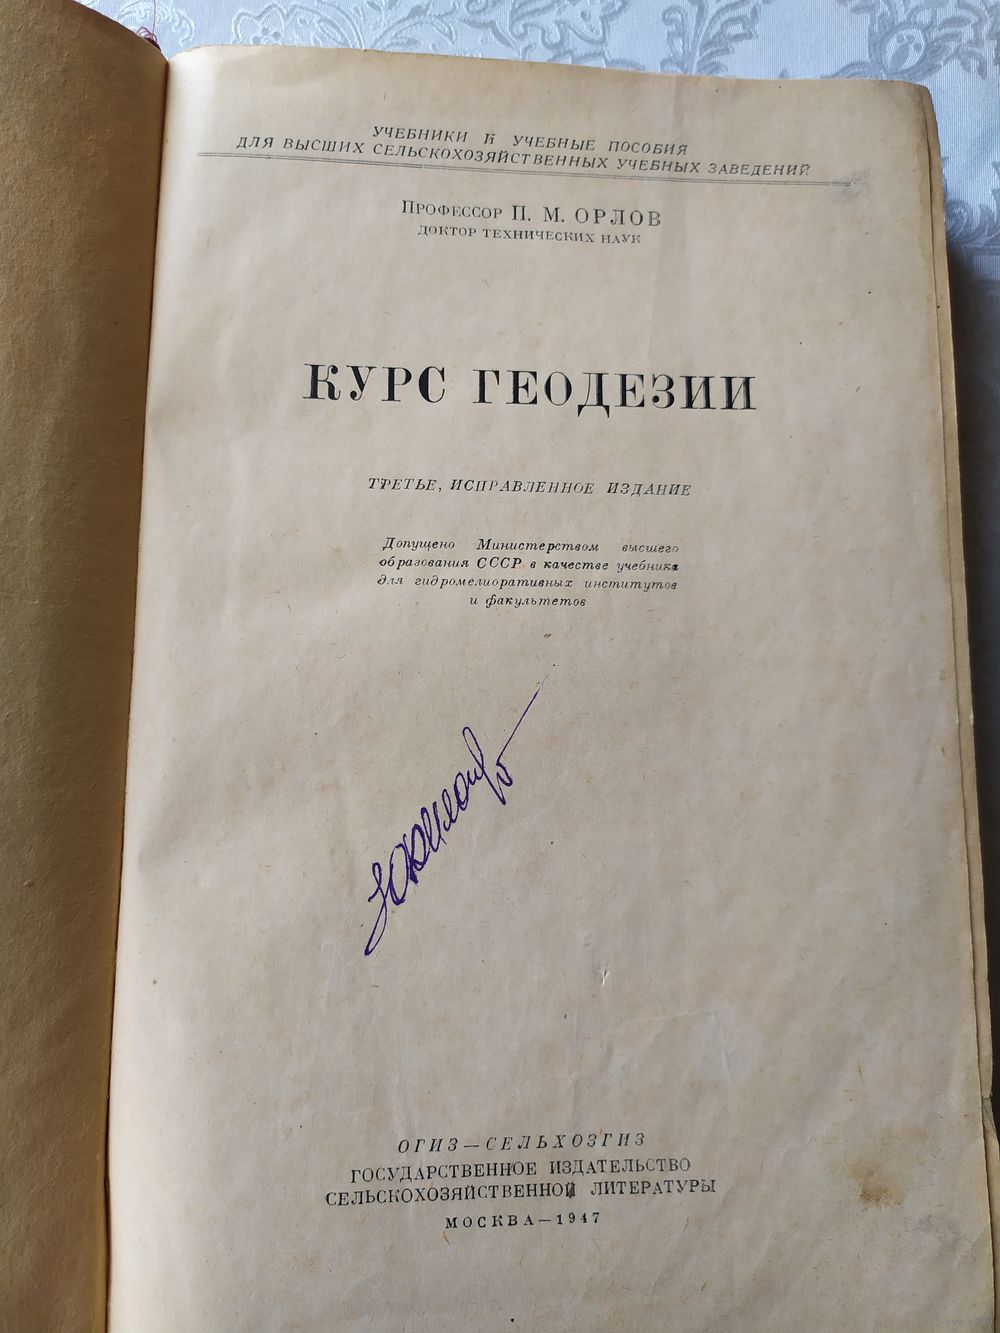 УЧЕБНИКИ И УЧЕБНЫЕ ПОСОБИЯ
ДЛЯ ВЫСШИХ СЕЛЬСКОХОЗЯЙСТВЕННЫХ УЧЕБНЫХ ЗАВЕДЕНИЙ
ПРОФЕССОР П. М. ОРЛОВ
ДОКТОР ТЕХНИЧЕСКИХ НАУК
КУРС ГЕОДЕЗИИ
ТРЕТЬЕ, ИСПРАВЛЕННОЕ ИЗДАНИЕ
Допущено Министерством высшего
образования СССР в качестве учебника
для гидромелиоративных институтов
и факультетов
ОГИЗ — СЕЛЬХОЗГИЗ
ГОСУДАРСТВЕННОЕ ИЗДАТЕЛЬСТВО
СЕЛЬСКОХОЗЯЙСТВЕННОЙ ЛИТЕРАТУРЫ
МОСКВА — 1947